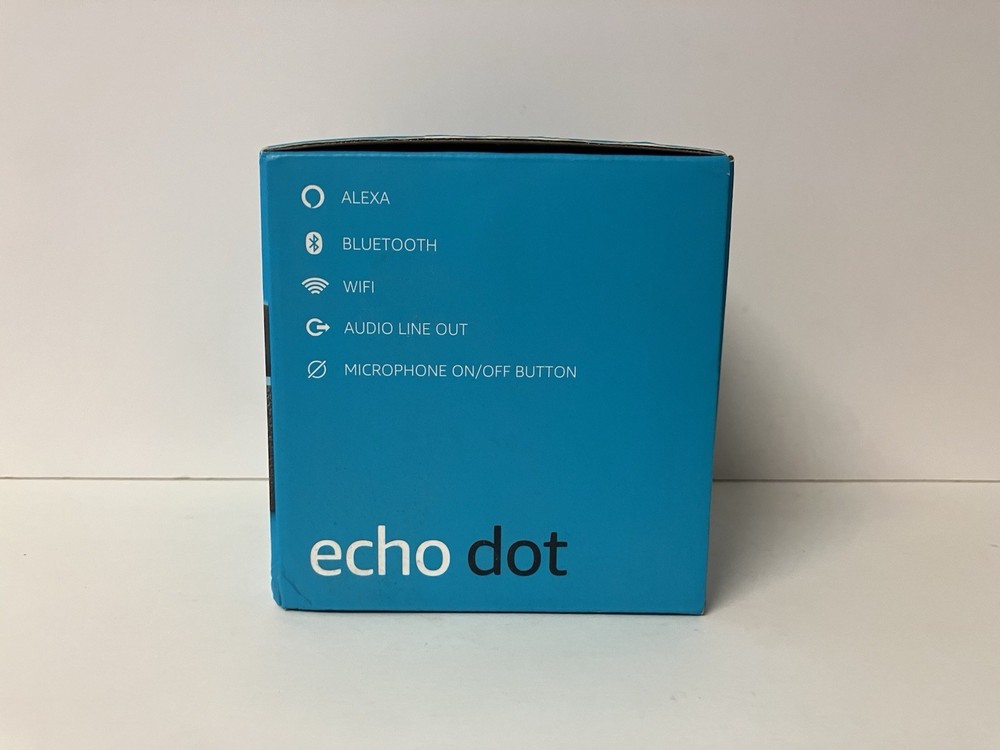 ALEXA
BLUETOOTH
WIFI
AUDIO LINE OUT
MICROPHONE ON/OFF BUTTON
echo dot